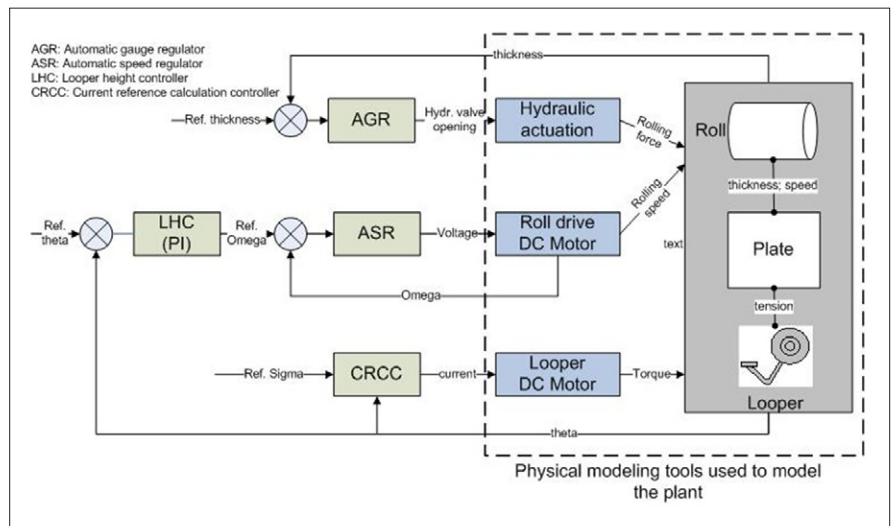 AGR: Automatic gauge regulator
ASR: Automatic speed regulator
LHC: Looper height controller
CRCC: Current reference calculation controller
thickness
Ref. thickness
AGR
Hydr. valve
opening
Hydraulic
actuation
Rolling
force
Roll
thickness; speed
Ref.
theta
LHC
(PI)
Ref.
Omega
ASR
Voltage
Roll drive
DC Motor
Rolling
speed
text
Plate
Omega
tension
Ref. Sigma
CRCC
current
Looper
DC Motor
Torque
Looper
theta
Physical modeling tools used to model
the plant